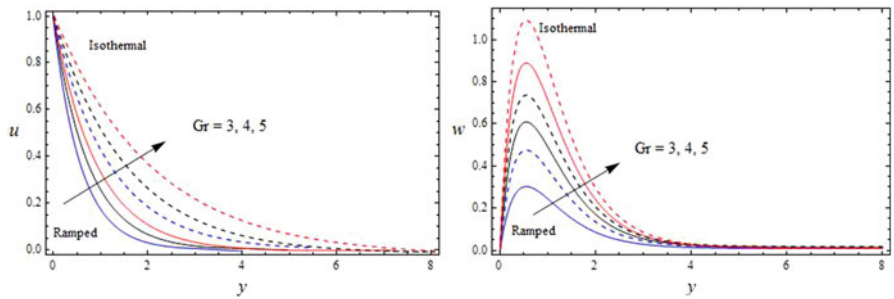 1.0
0.8
0.6
0.4
0.2
0.0
u
Isothermal
Gr = 3, 4, 5
Ramped
0 2 4 6 8
y
1.0
0.8
0.6
0.4
0.2
0.0
w
Isothermal
Gr = 3, 4, 5
Ramped
0 2 4 6 8
y